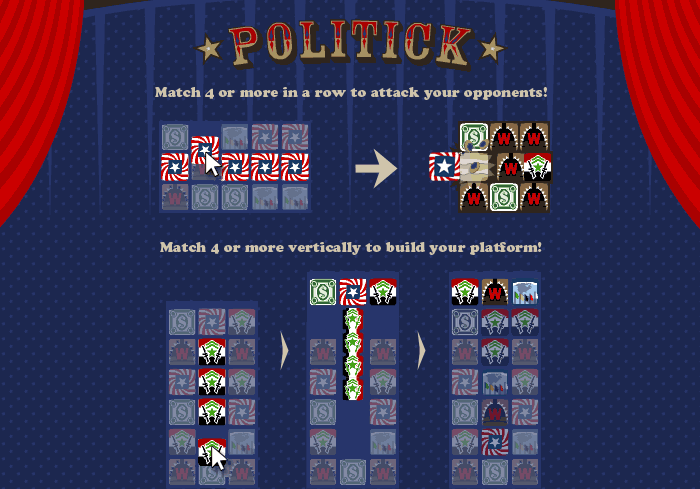 POLITICK
Match 4 or more in a row to attack your opponents!
Match 4 or more vertically to build your platform!